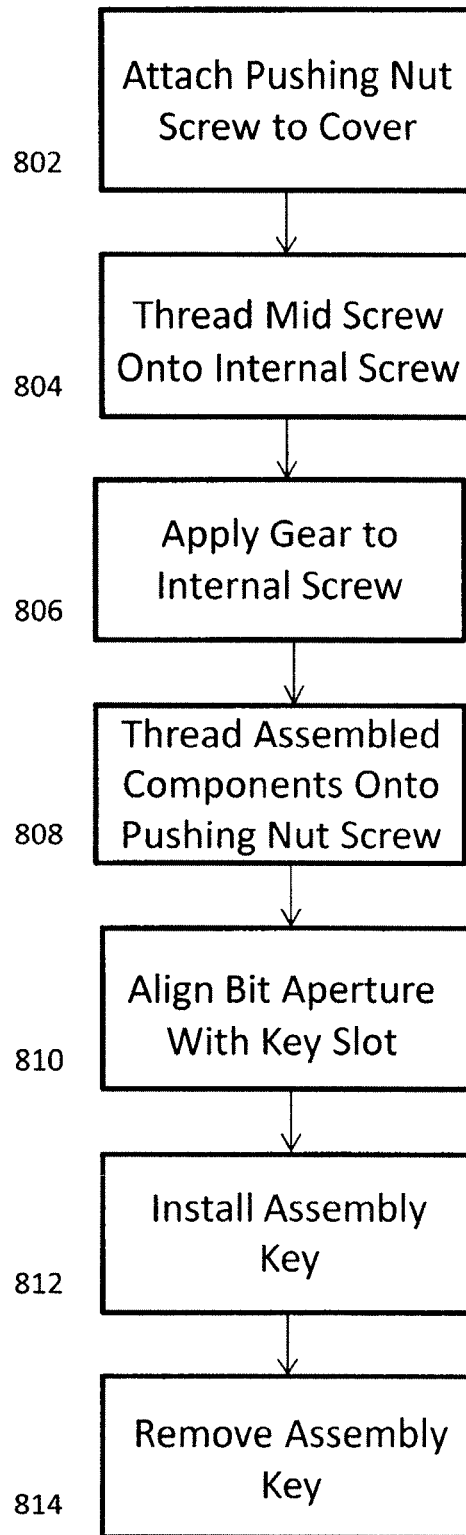 Attach Pushing Nut
Screw to Cover
802
Thread Mid Screw
Onto Internal Screw
804
Apply Gear to
Internal Screw
806
Thread Assembled
Components Onto
Pushing Nut Screw
808
Align Bit Aperture
With Key Slot
810
Install Assembly
Key
812
Remove Assembly
Key
814